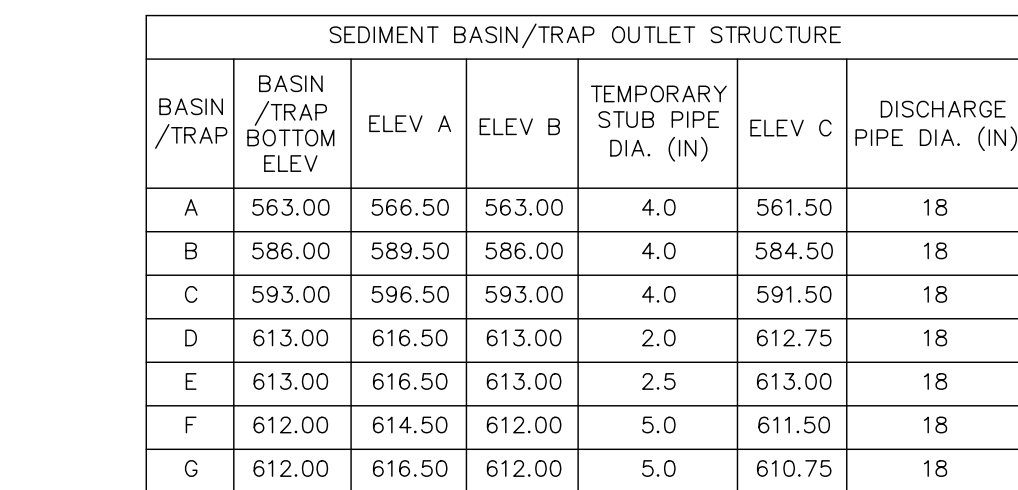 SEDIMENT BASIN/TRAP OUTLET STRUCTURE
BASIN
/TRAP
BASIN
/TRAP
BOTTOM
ELEV
ELEV A
ELEV B
TEMPORARY
STUB PIPE
DIA. (IN)
ELEV C
DISCHARGE
PIPE DIA. (IN)
A 563.00 566.50 563.00 4.0 561.50 18
B 586.00 589.50 586.00 4.0 584.50 18
C 593.00 596.50 593.00 4.0 591.50 18
D 613.00 616.50 613.00 2.0 612.75 18
E 613.00 616.50 613.00 2.5 613.00 18
F 612.00 614.50 612.00 5.0 611.50 18
G 612.00 616.50 612.00 5.0 610.75 18